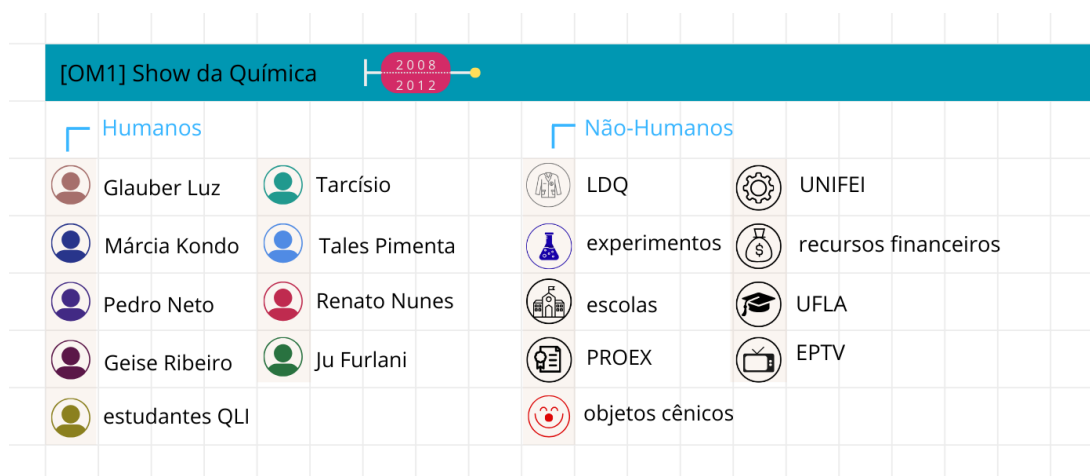 [OM1] Show da Química
2008
2012
Humanos
Glauber Luz
Márcia Kondo
Pedro Neto
Geise Ribeiro
estudantes QLI
Tarcísio
Tales Pimenta
Renato Nunes
Ju Furlani
Não-Humanos
LDQ
experimentos
escolas
PROEX
objetos cênicos
UNIFEI
recursos financeiros
UFLA
EPTV